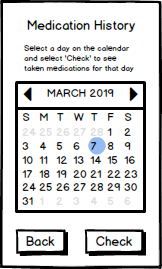 Medication History
Select a day on the calendar
and select 'Check' to see
taken medications for that day
MARCH 2019
S M T W T F S
24 25 26 27 28 1 2
3 4 5 6 7 8 9
10 11 12 13 14 15 16
17 18 19 20 21 22 23
24 25 26 27 28 29 30
31 1 2 3 4 5 6
Back Check